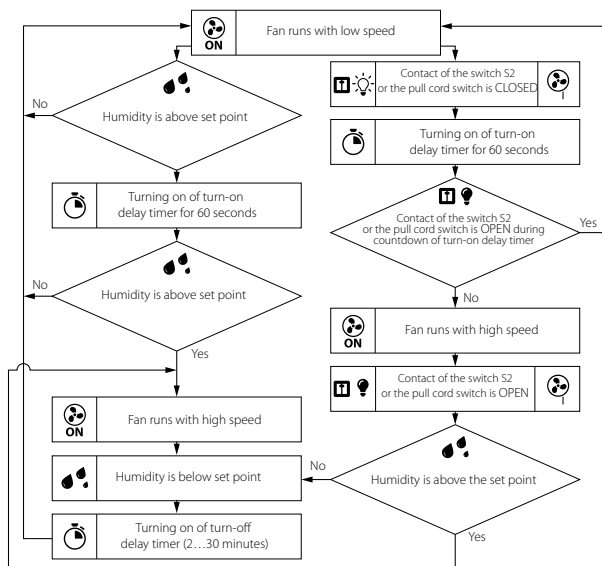 ON
Fan runs with low speed
Humidity is above set point
No
Turning on of turn-on
delay timer for 60 seconds
Humidity is above set point
No
Yes
ON
Fan runs with high speed
Humidity is below set point
Turning on of turn-off
delay timer (2…30 minutes)
Contact of the switch S2
or the pull cord switch is CLOSED
Turning on of turn-on
delay timer for 60 seconds
Contact of the switch S2
or the pull cord switch is OPEN during
countdown of turn-on delay timer
Yes
No
ON
Fan runs with high speed
Contact of the switch S2
or the pull cord switch is OPEN
Humidity is above the set point
No
Yes